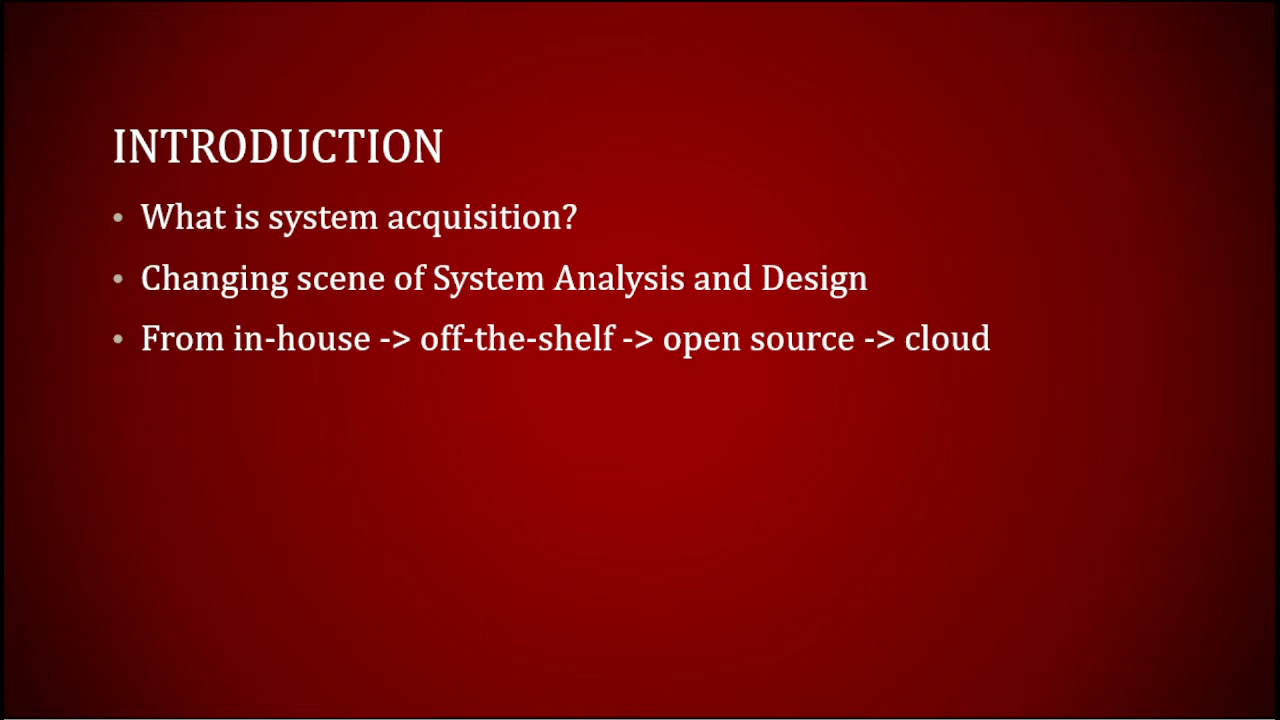 INTRODUCTION
• What is system acquisition?
• Changing scene of System Analysis and Design
• From in-house -> off-the-shelf -> open source -> cloud